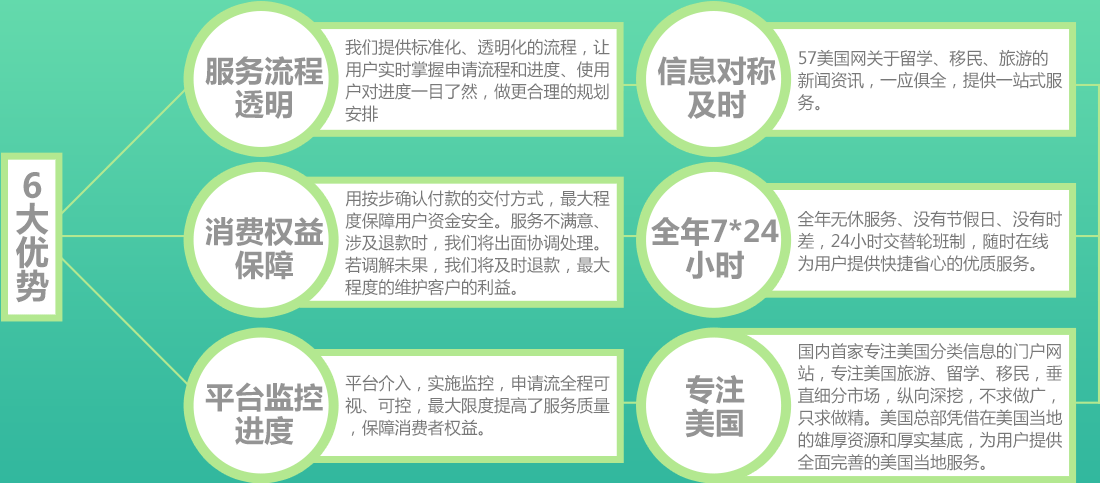 6大优势
服务流程
透明
我们提供标准化、透明化的流程，让
用户实时掌握申请流程和进度、使用
户对进度一目了然，做更合理的规划
安排
信息对称
及时
57美国网关于留学、移民、旅游的
新闻资讯，一应俱全，提供一站式服
务。
消费权益
保障
用按步确认付款的交付方式，最大程
度保障用户资金安全。服务不满意、
涉及退款时，我们将出面协调处理。
若调解未果，我们将及时退款，最大
程度的维护客户的利益。
全年7*24
小时
全年无休服务、没有节假日、没有时
差，24小时交替轮班制，随时在线
为用户提供快捷省心的优质服务。
平台监控
进度
平台介入，实施监控，申请流全程可
视、可控，最大限度提高了服务质量
，保障消费者权益。
专注
美国
国内首家专注美国分类信息的门户网
站，专注美国旅游、留学、移民，垂
直细分市场，纵向深挖，不求做广，
只求做精。美国总部凭借在美国当地
的雄厚资源和厚实基底，为用户提供
全面完善的美国当地服务。